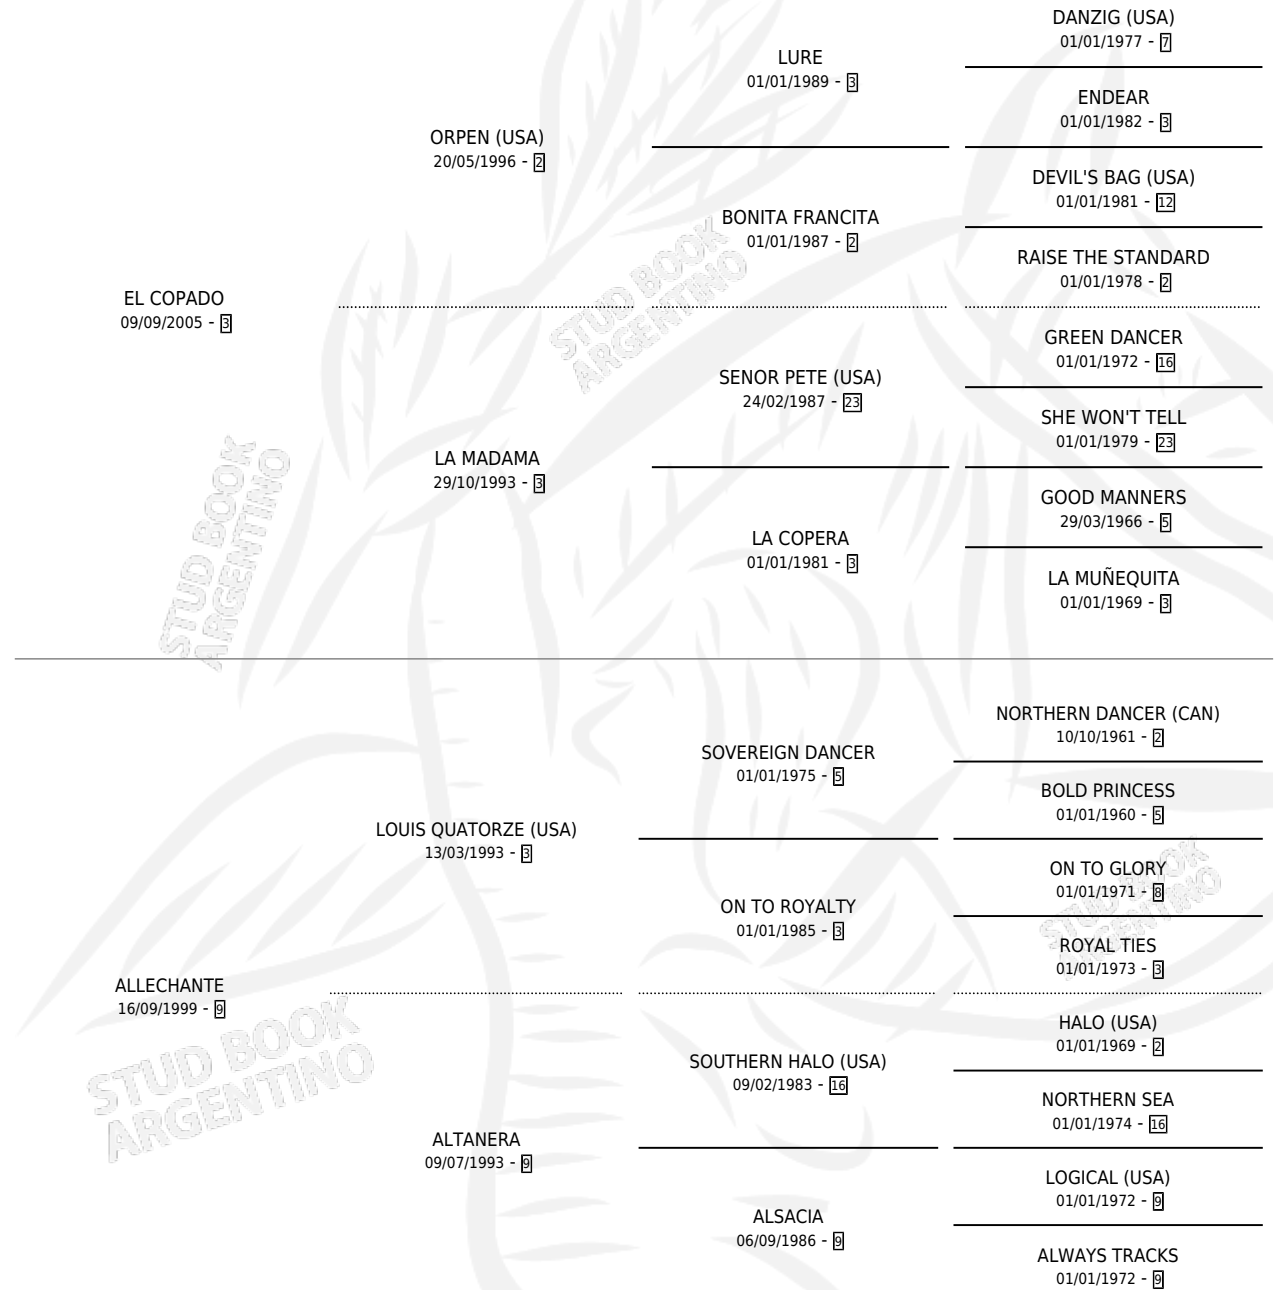 DANZIG (USA)
01/01/1977 - 7
LURE
01/01/1989 - 3
ENDEAR
01/01/1982 - 3
ORPEN (USA)
20/05/1996 - 2
DEVIL'S BAG (USA)
01/01/1981 - 12
BONITA FRANCITA
01/01/1987 - 2
RAISE THE STANDARD
01/01/1978 - 2
EL COPADO
09/09/2005 - 3
GREEN DANCER
01/01/1972 - 16
SENOR PETE (USA)
24/02/1987 - 23
SHE WON'T TELL
01/01/1979 - 23
LA MADAMA
29/10/1993 - 3
GOOD MANNERS
29/03/1966 - 5
LA COPERA
01/01/1981 - 3
LA MUÑEQUITA
01/01/1969 - 3
STUD BOOK
ARGENTINO
STUD BOOK
ARGENTINO
NORTHERN DANCER (CAN)
10/10/1961 - 2
SOVEREIGN DANCER
01/01/1975 - 5
BOLD PRINCESS
01/01/1960 - 5
LOUIS QUATORZE (USA)
13/03/1993 - 3
ON TO GLORY
01/01/1971 - 8
ON TO ROYALTY
01/01/1985 - 3
ROYAL TIES
01/01/1973 - 3
STUD BOOK
ARGENTINO
ALLECHANTE
16/09/1999 - 9
HALO (USA)
01/01/1969 - 2
SOUTHERN HALO (USA)
09/02/1983 - 16
NORTHERN SEA
01/01/1974 - 16
STUD BOOK
ARGENTINO
ALTANERA
09/07/1993 - 9
LOGICAL (USA)
01/01/1972 - 9
ALSACIA
06/09/1986 - 9
ALWAYS TRACKS
01/01/1972 - 9